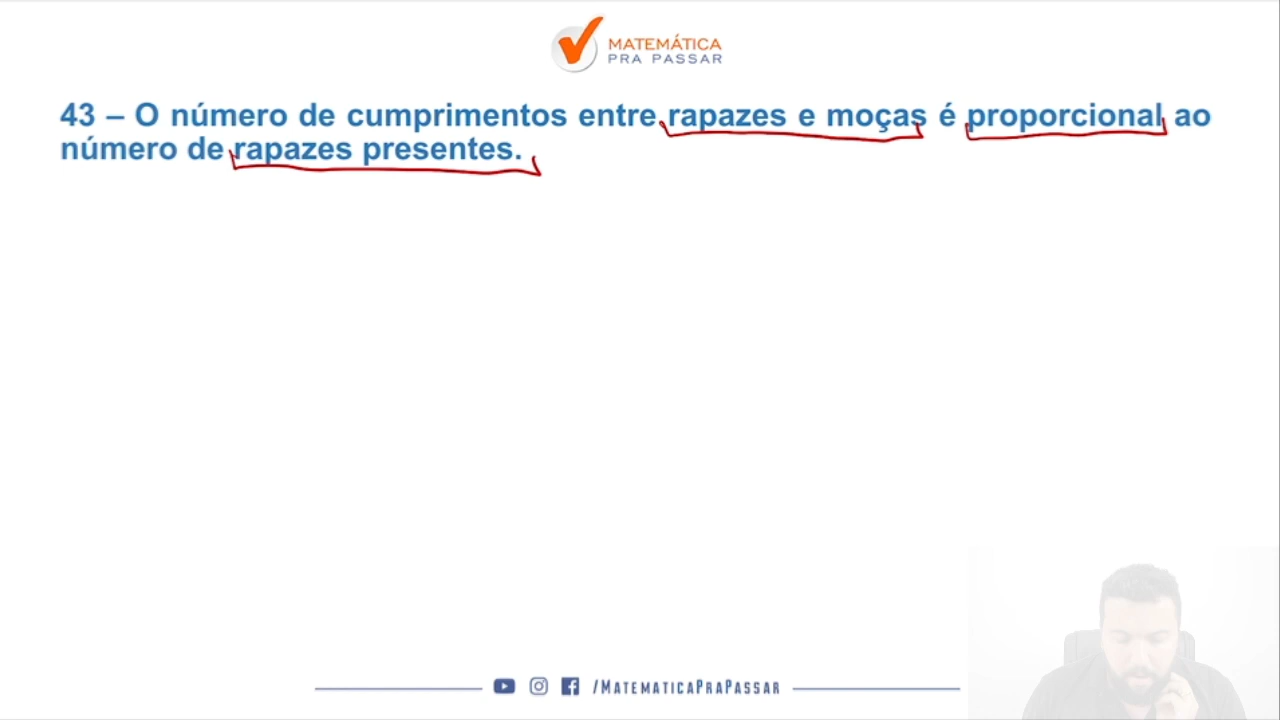 MATEMÁTICA
PRA PASSAR
43 – O número de cumprimentos entre rapazes e moças é proporcional ao
número de rapazes presentes.
/MATEMATICAPRAPASSAR